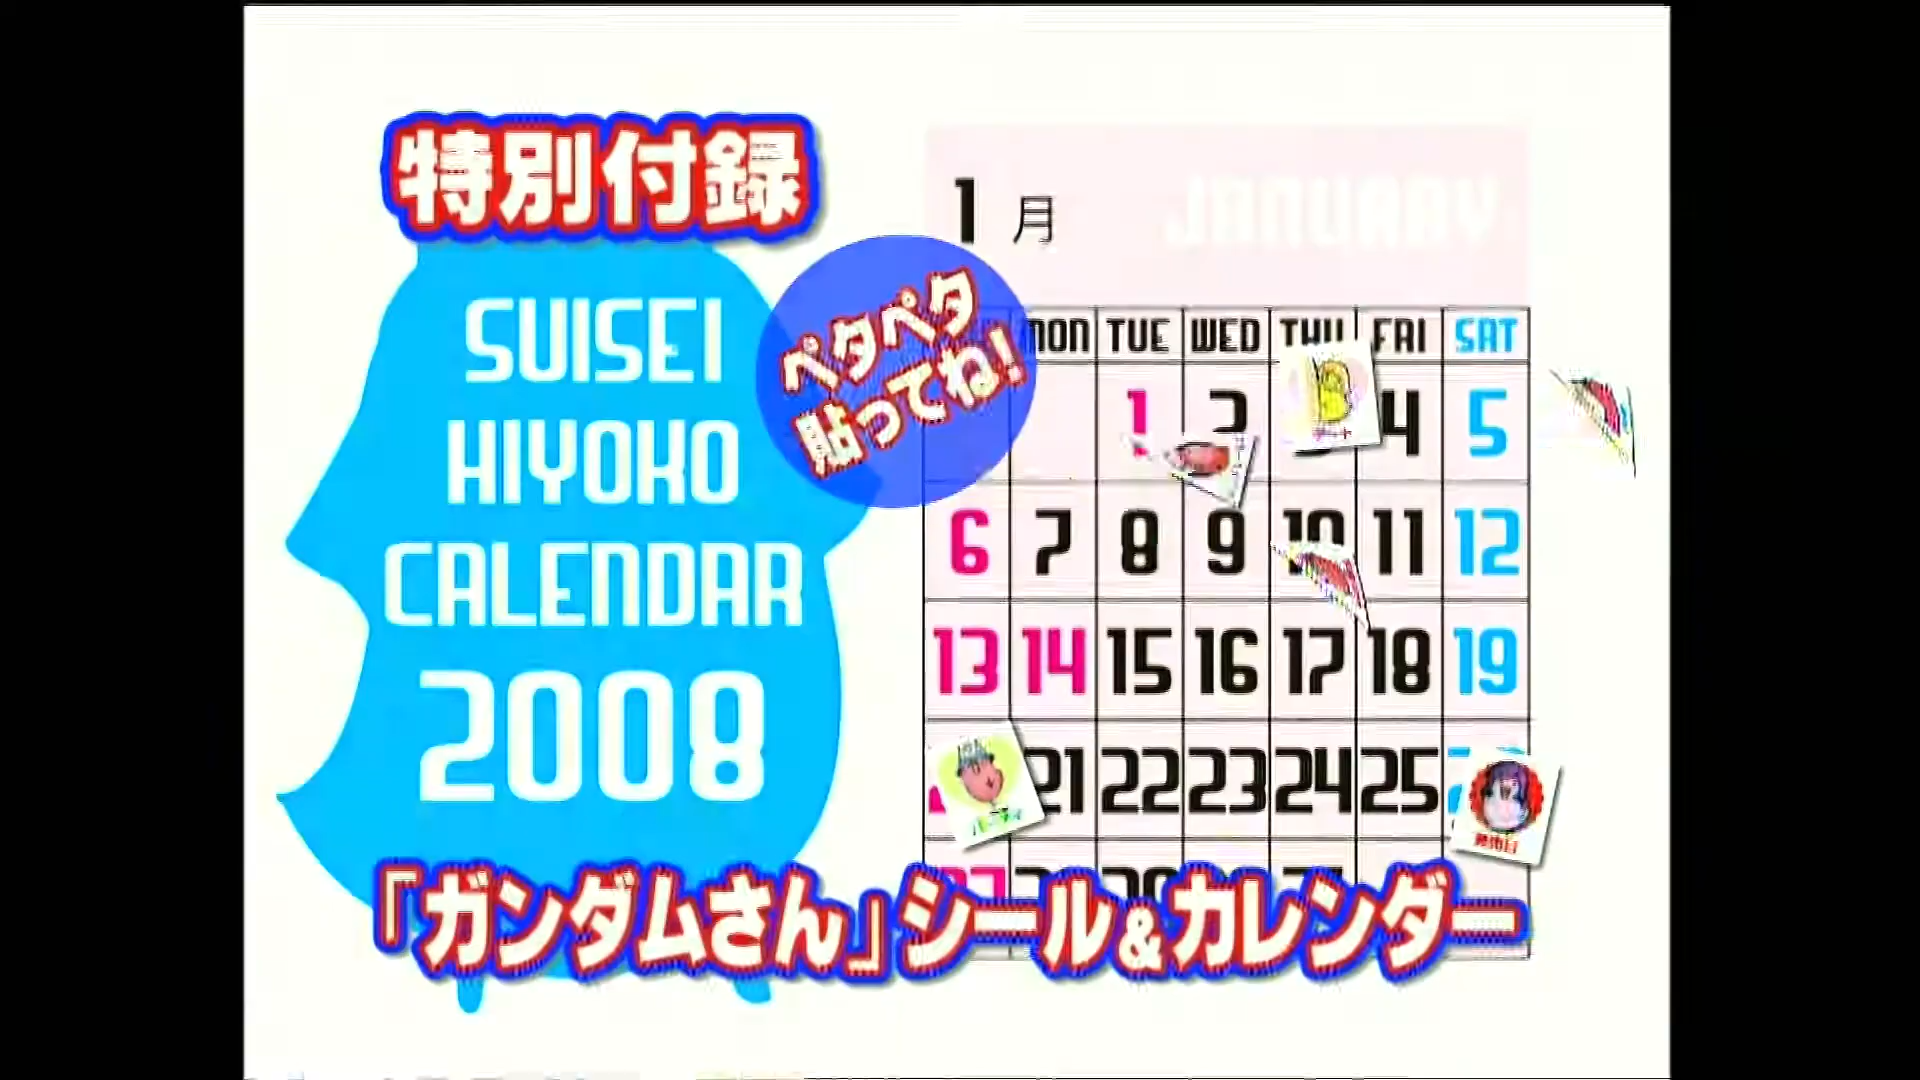 特別付録
SUISEI
HIYOKO
CALENDAR
2008
ペタペタ
貼ってね!
1月 JANUARY
MON TUE WED THU FRI SAT
1 2 4 5
6 7 8 9 10 11 12
13 14 15 16 17 18 19
21 22 23 24 25
「ガンダムさん」シール&カレンダー